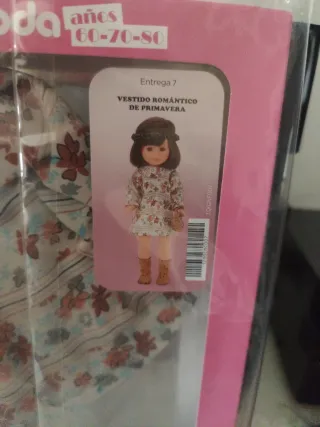 oda años
60-70-80
Entrega 7
VESTIDO ROMÁNTICO
DE PRIMAVERA